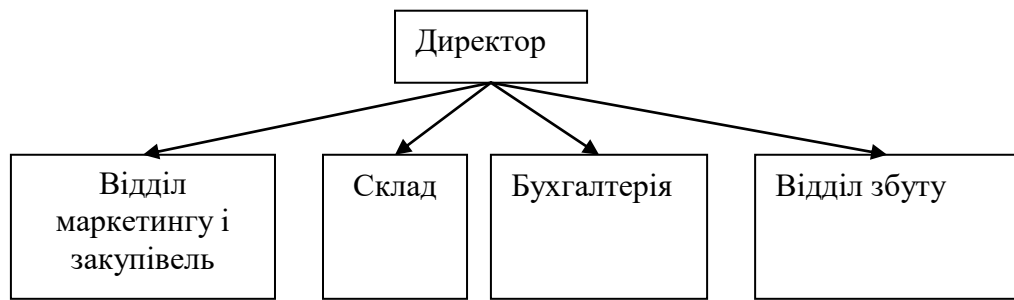 Директор
Відділ
маркетингу і
закупівель
Склад
Бухгалтерія
Відділ збуту